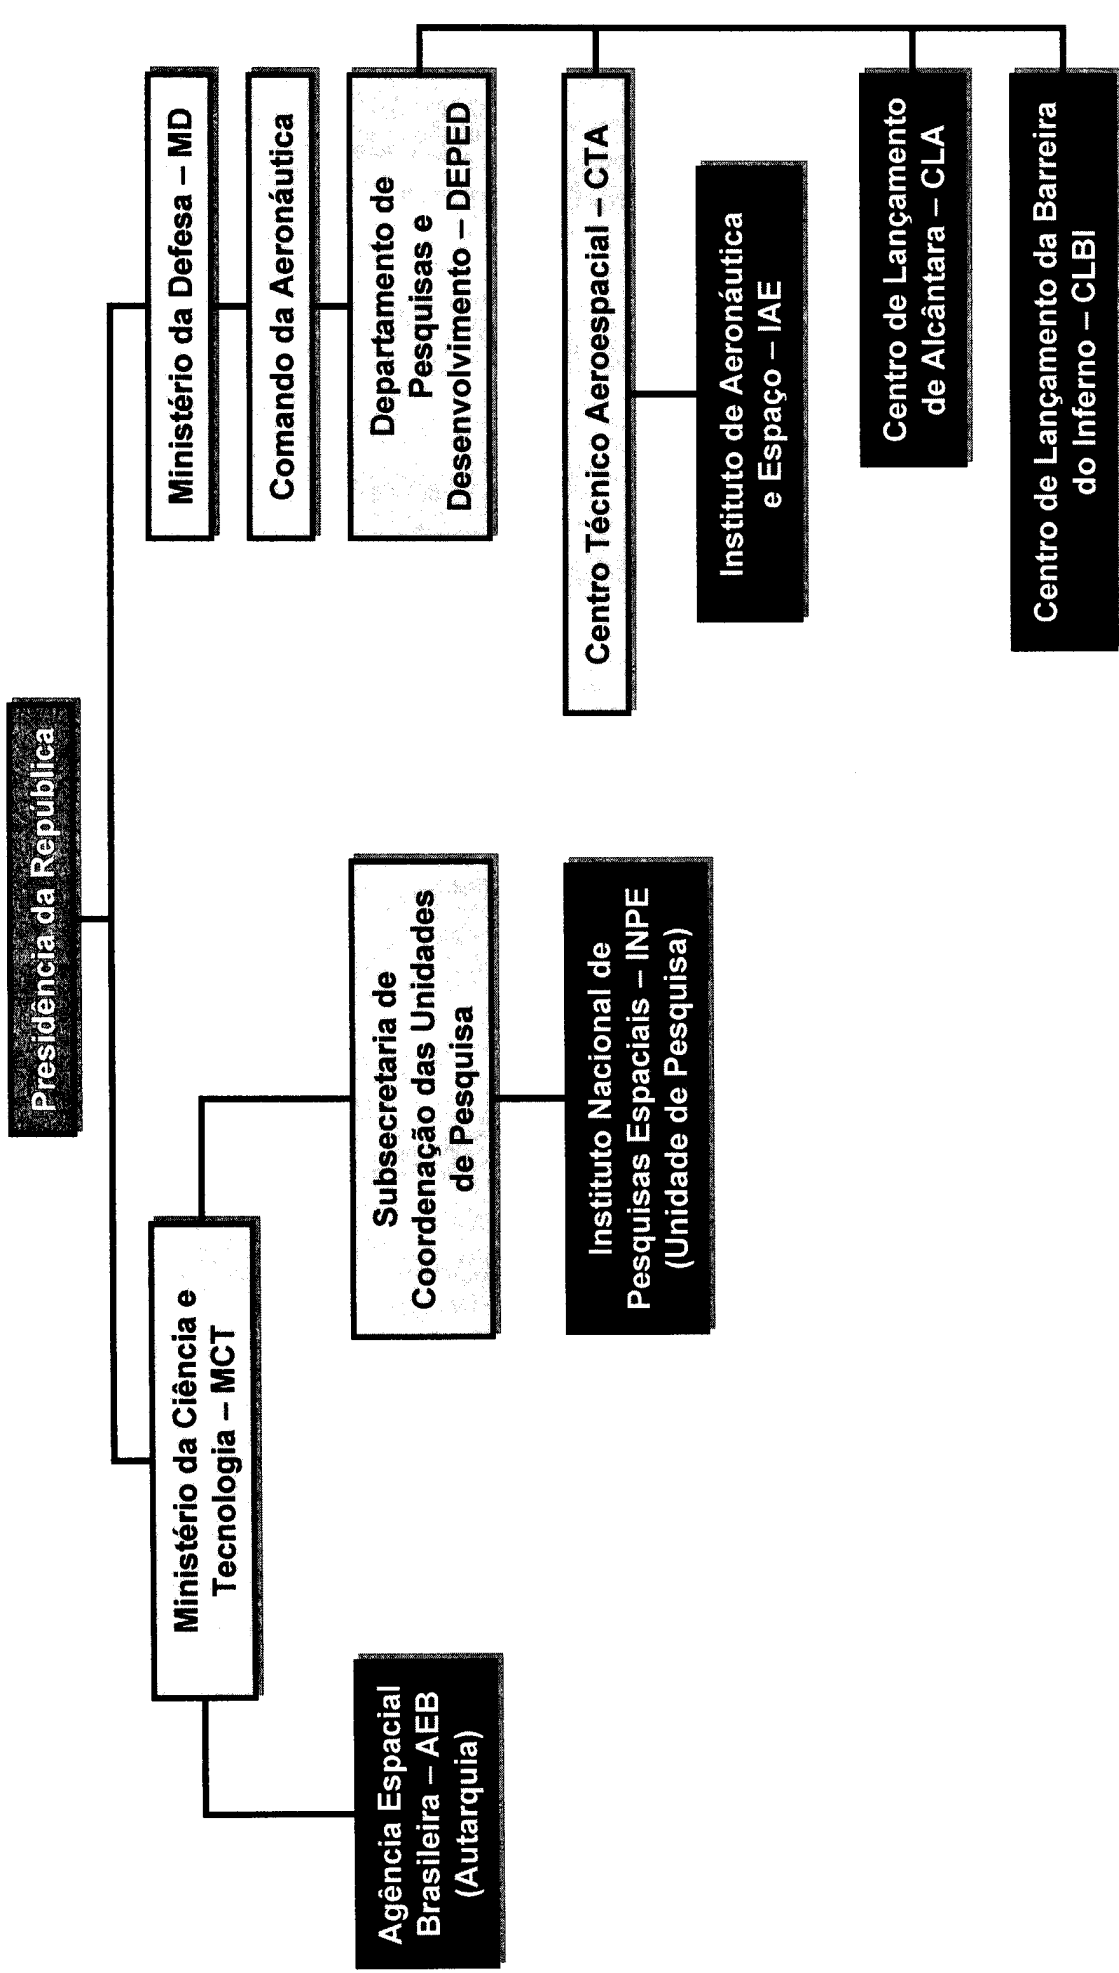 Presidência da República
Ministério da Ciência e
Tecnologia – MCT
Ministério da Defesa – MD
Comando da Aeronáutica
Agência Espacial
Brasileira – AEB
(Autarquia)
Subsecretaria de
Coordenação das Unidades
de Pesquisa
Departamento de
Pesquisas e
Desenvolvimento – DEPED
Instituto Nacional de
Pesquisas Espaciais – INPE
(Unidade de Pesquisa)
Centro Técnico Aeroespacial – CTA
Instituto de Aeronáutica
e Espaço – IAE
Centro de Lançamento
de Alcântara – CLA
Centro de Lançamento da Barreira
do Inferno – CLBI